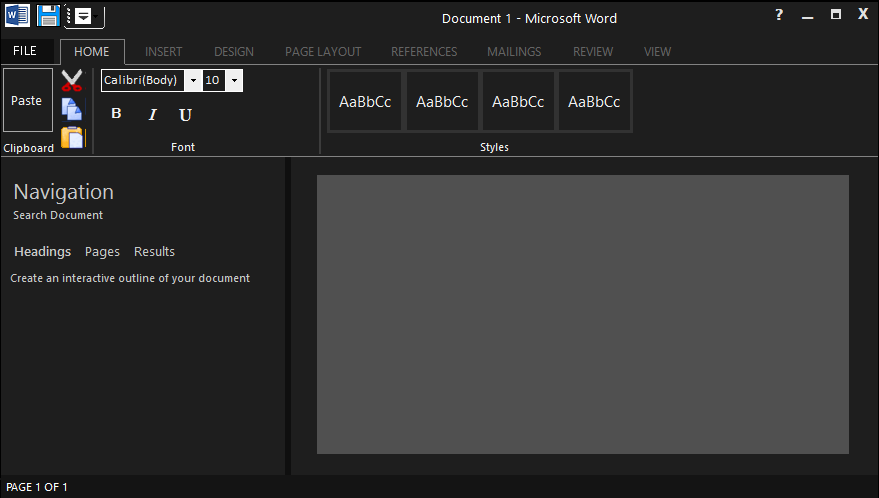 Document 1 - Microsoft Word
?
X
FILE
HOME
INSERT
DESIGN
PAGE LAYOUT
REFERENCES
MAILINGS
REVIEW
VIEW
Paste
Clipboard
Calibri(Body)
10
B
I
U
Font
AaBbCc
AaBbCc
AaBbCc
AaBbCc
Styles
Navigation
Search Document
Headings
Pages
Results
Create an interactive outline of your document
PAGE 1 OF 1